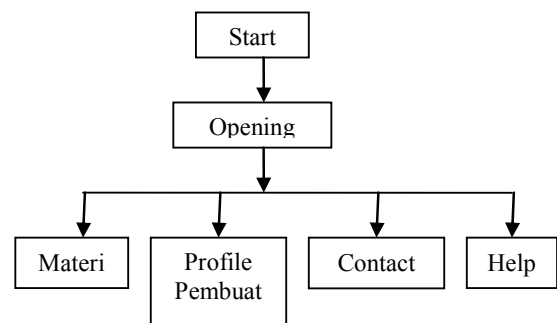 Start
Opening
Materi
Profile
Pembuat
Contact
Help